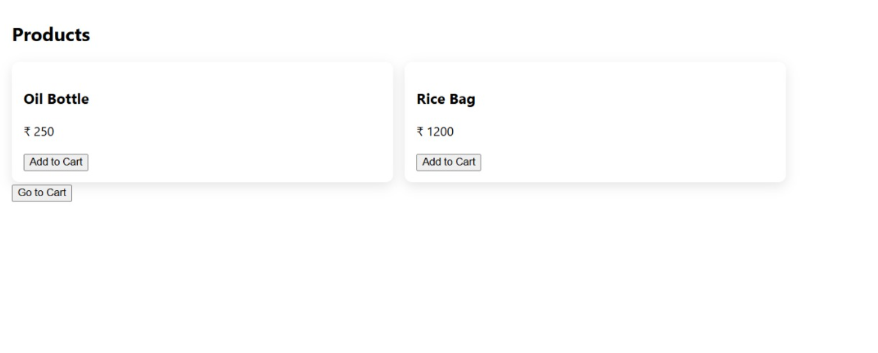 Products
Oil Bottle
₹ 250
Add to Cart
Rice Bag
₹ 1200
Add to Cart
Go to Cart